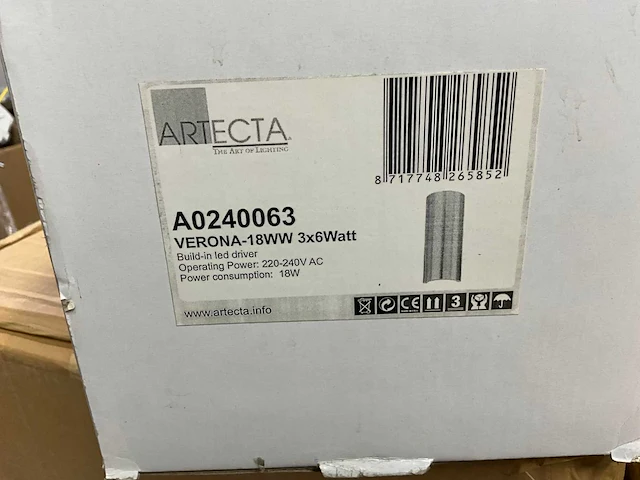 ARTECTA
THE ART OF LIGHTING
8 717748 265852
A0240063
VERONA-18WW 3x6Watt
Build-in led driver
Operating Power: 220-240V AC
Power consumption: 18W
www.artecta.info
CE
3